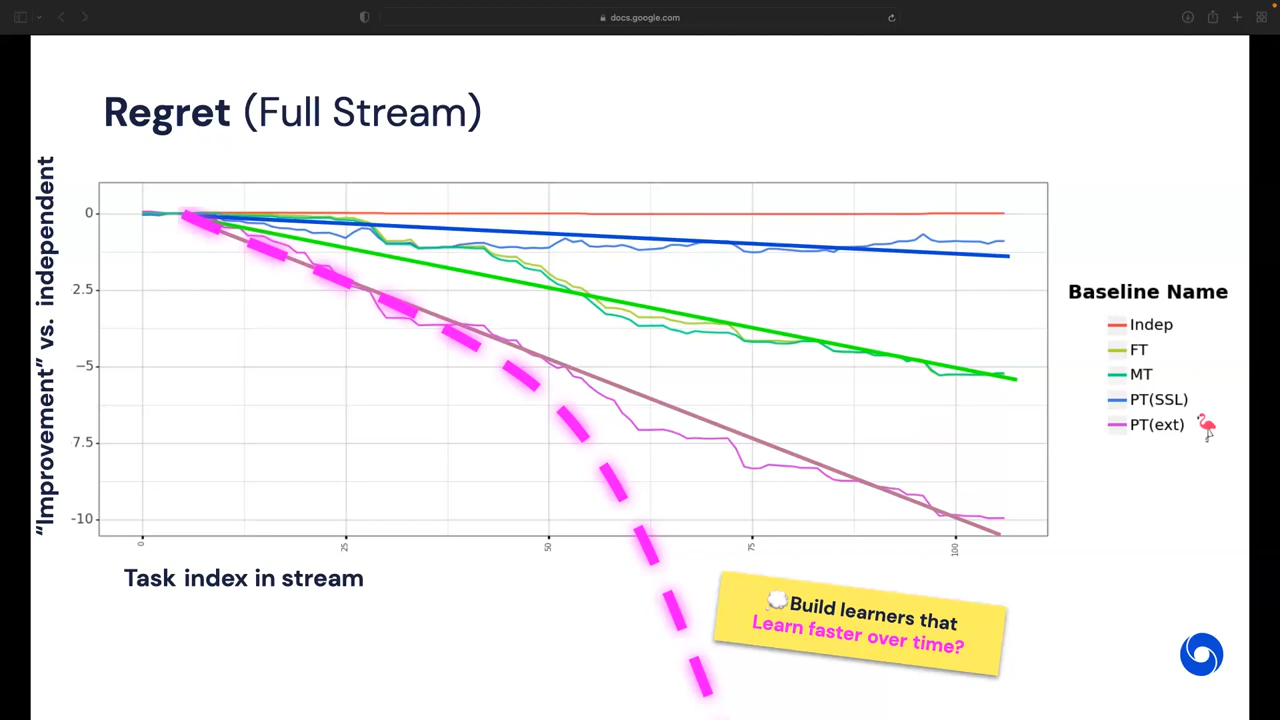 docs.google.com
Regret (Full Stream)
"Improvement" vs. independent
0
2.5
−5
7.5
-10
0
25
50
75
100
Task index in stream
Baseline Name
Indep
FT
MT
PT(SSL)
PT(ext)
Build learners that
Learn faster over time?